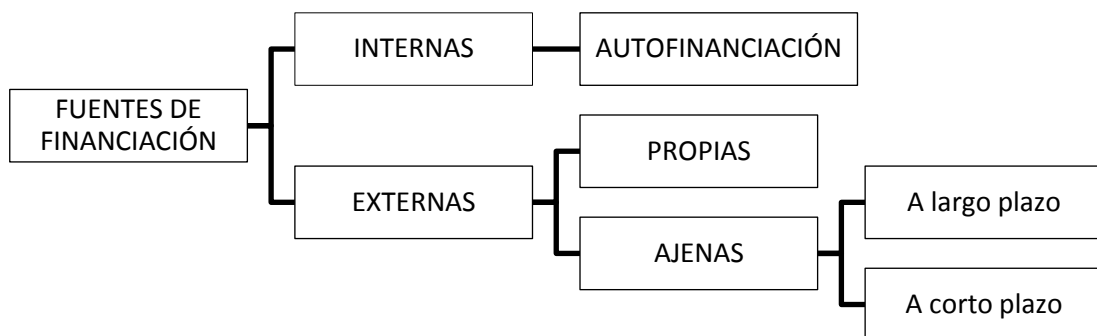 FUENTES DE
FINANCIACIÓN
INTERNAS
AUTOFINANCIACIÓN
EXTERNAS
PROPIAS
AJENAS
A largo plazo
A corto plazo